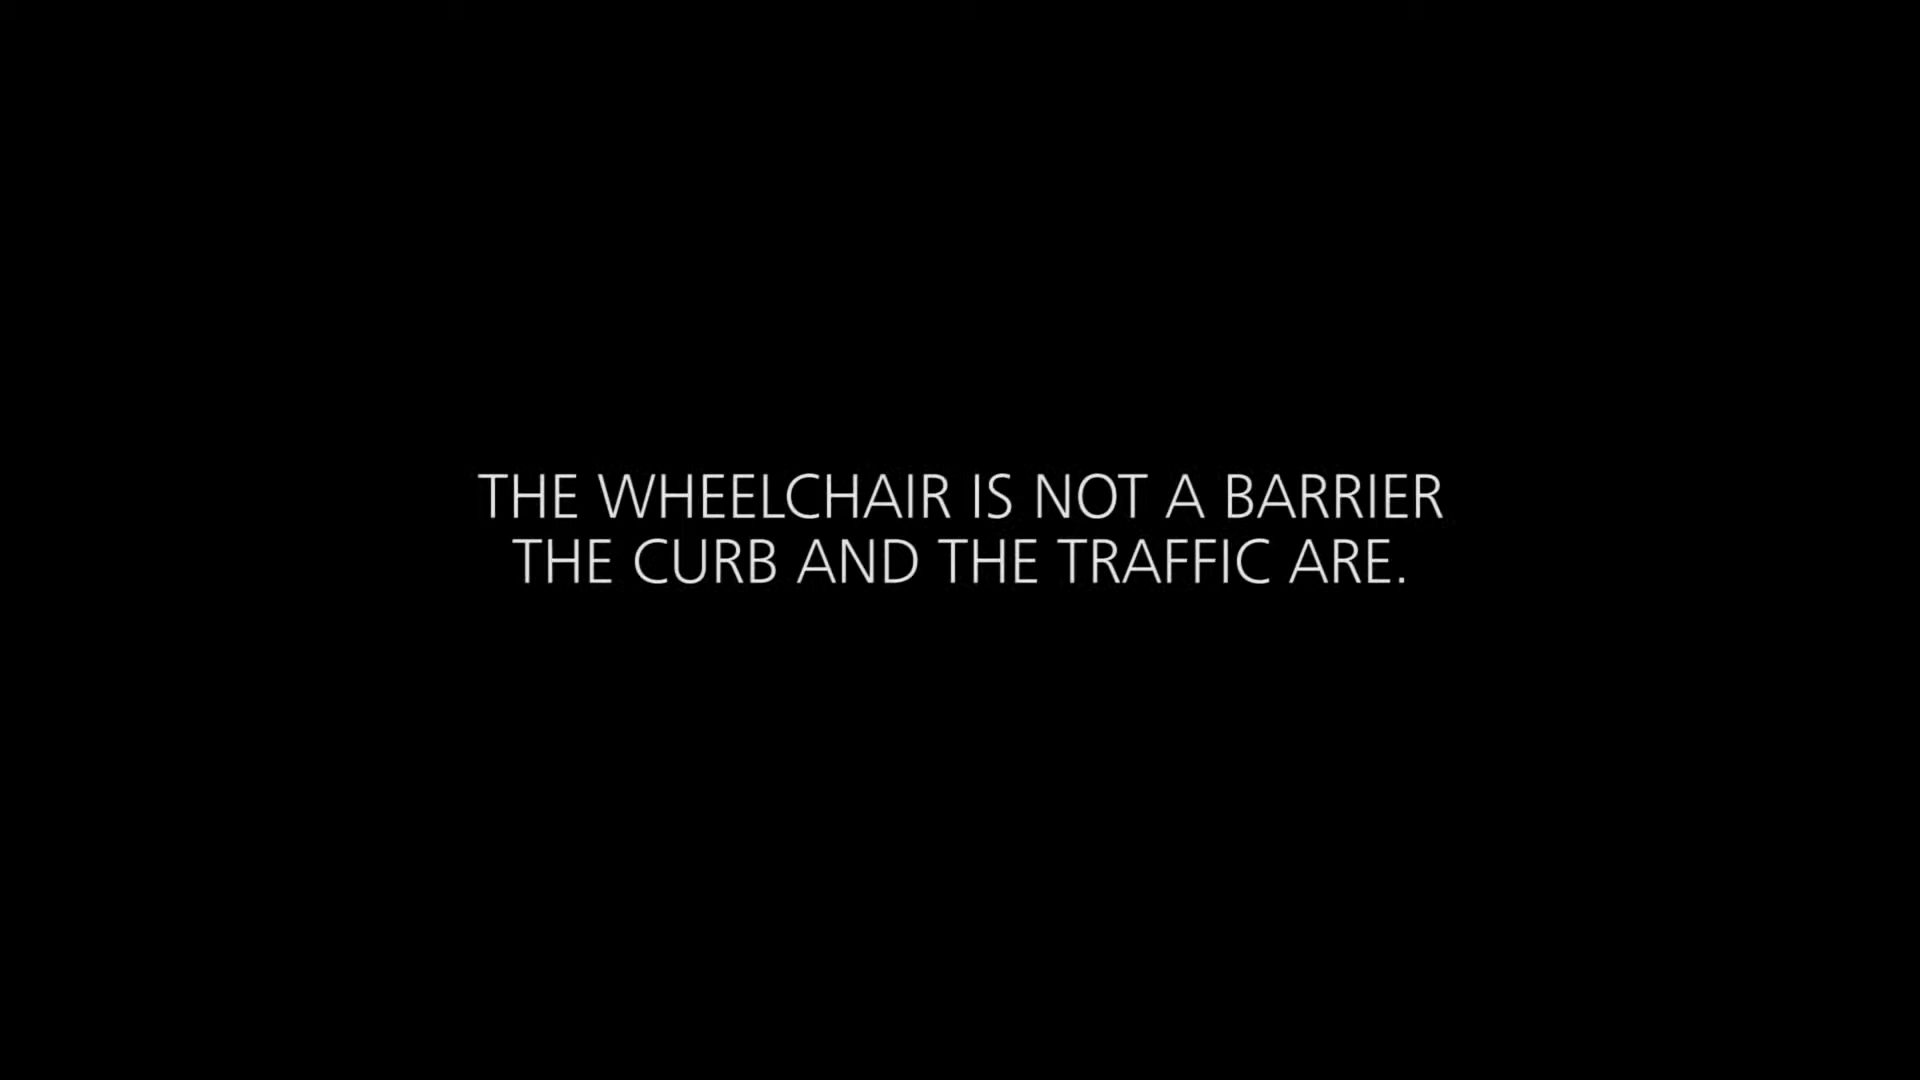 THE WHEELCHAIR IS NOT A BARRIER
THE CURB AND THE TRAFFIC ARE.